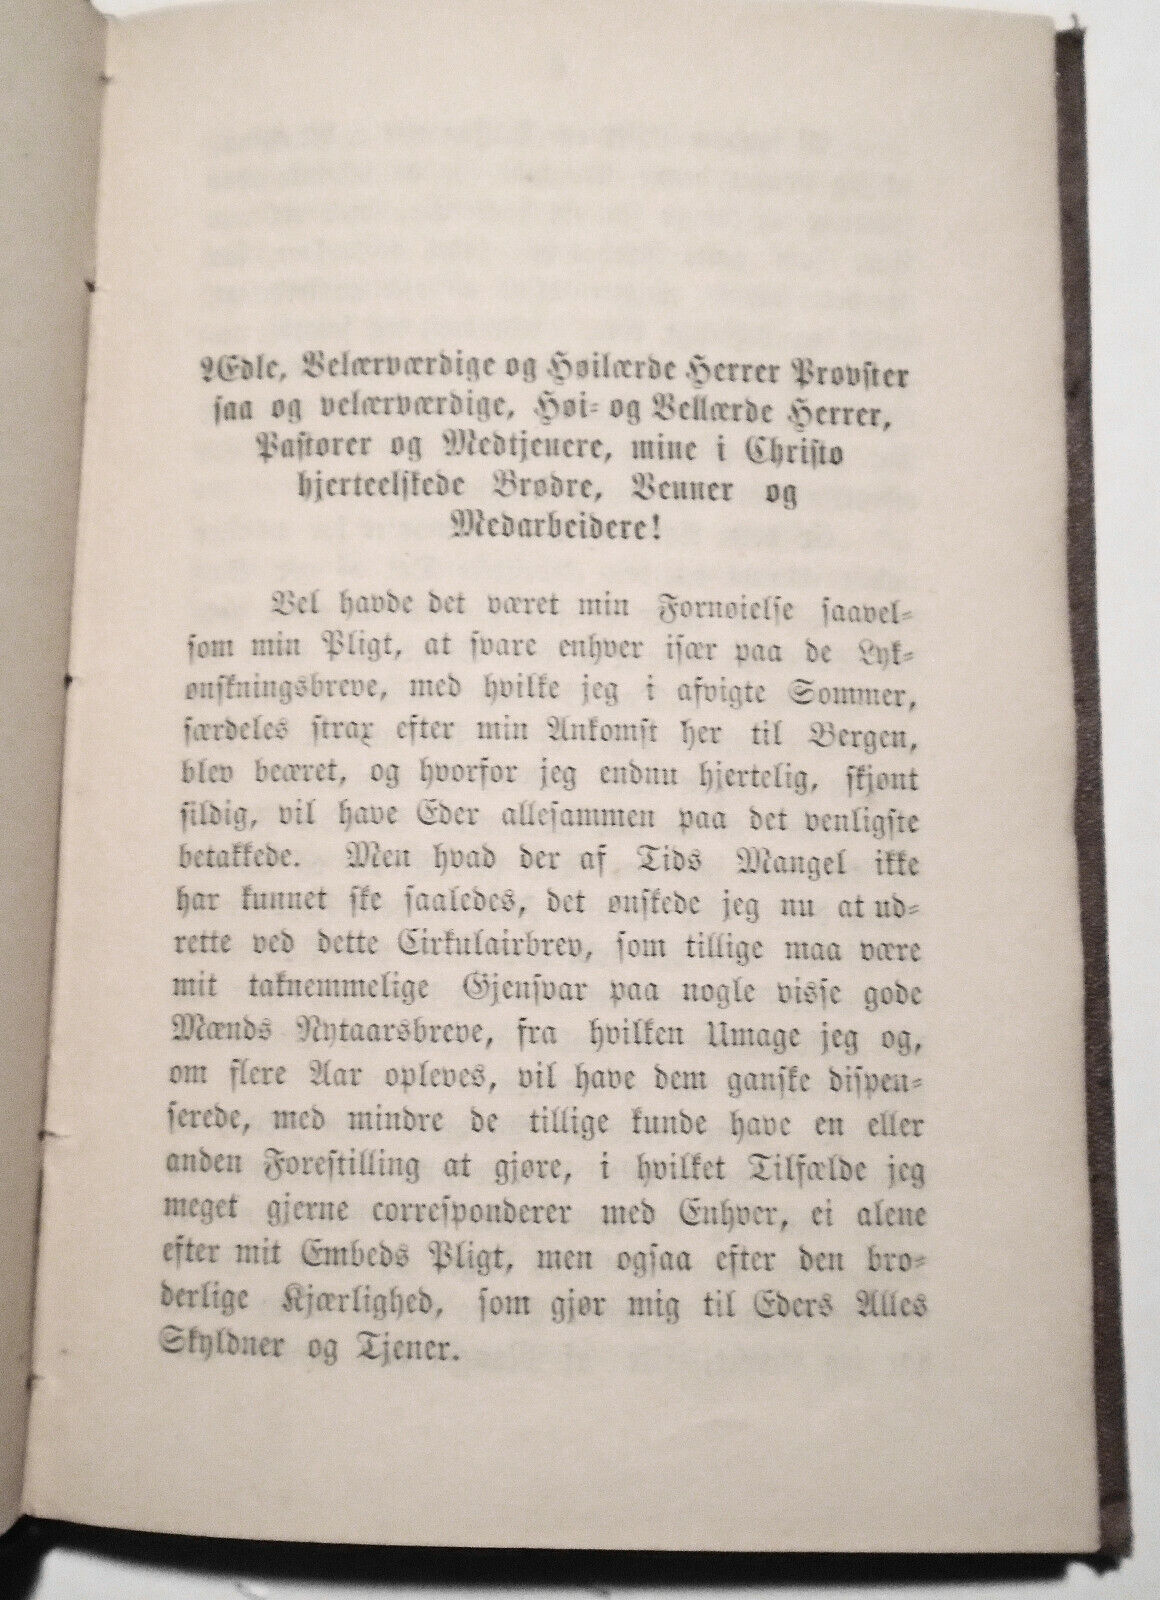 Ædle, Velærværdige og Høilærde Herrer Provster
saa og velærværdige, Høi- og Vellærde Herrer,
Pastorer og Medtjenere, mine i Christo
hjerteelskede Brødre, Venner og
Medarbeidere!
Vel havde det været min Fornøielse saavel-
som min Pligt, at svare enhver især paa de Lyk-
ønskningsbreve, med hvilke jeg i afvigte Sommer,
særdeles strax efter min Ankomst her til Bergen,
blev beæret, og hvorfor jeg endnu hjertelig, skjønt
sildig, vil have Eder allesammen paa det venligste
betakkede. Men hvad der af Tids Mangel ikke
har kunnet ske saaledes, det ønskede jeg nu at ud-
rette ved dette Cirkulairbrev, som tillige maa være
mit taknemmelige Gjensvar paa nogle visse gode
Mænds Nytaarsbreve, fra hvilken Umage jeg og,
om flere Aar opleves, vil have dem ganske dispen-
serede, med mindre de tillige kunde have en eller
anden Forestilling at gjøre, i hvilket Tilfælde jeg
meget gjerne corresponderer med Enhver, ei alene
efter mit Embeds Pligt, men ogsaa efter den bro-
derlige Kjærlighed, som gjør mig til Eders Alles
Skyldner og Tjener.